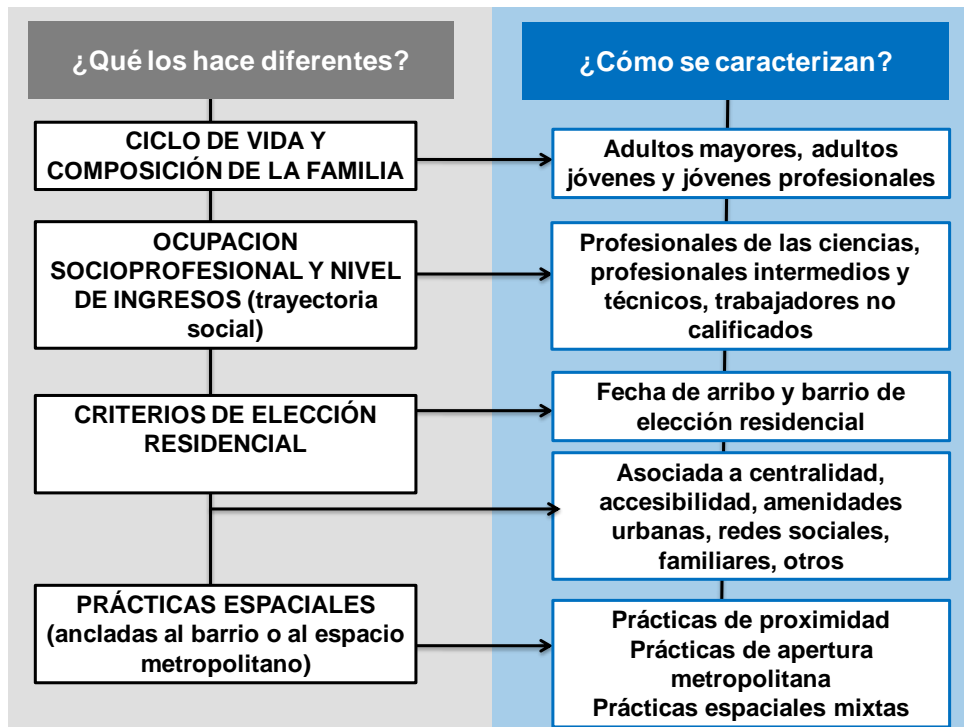 ¿Qué los hace diferentes?
¿Cómo se caracterizan?
CICLO DE VIDA Y
COMPOSICIÓN DE LA FAMILIA
Adultos mayores, adultos
jóvenes y jóvenes profesionales
OCUPACION
SOCIOPROFESIONAL Y NIVEL
DE INGRESOS (trayectoria
social)
Profesionales de las ciencias,
profesionales intermedios y
técnicos, trabajadores no
calificados
CRITERIOS DE ELECCIÓN
RESIDENCIAL
Fecha de arribo y barrio de
elección residencial
Asociada a centralidad,
accesibilidad, amenidades
urbanas, redes sociales,
familiares, otros
PRÁCTICAS ESPACIALES
(ancladas al barrio o al espacio
metropolitano)
Prácticas de proximidad
Prácticas de apertura
metropolitana
Prácticas espaciales mixtas